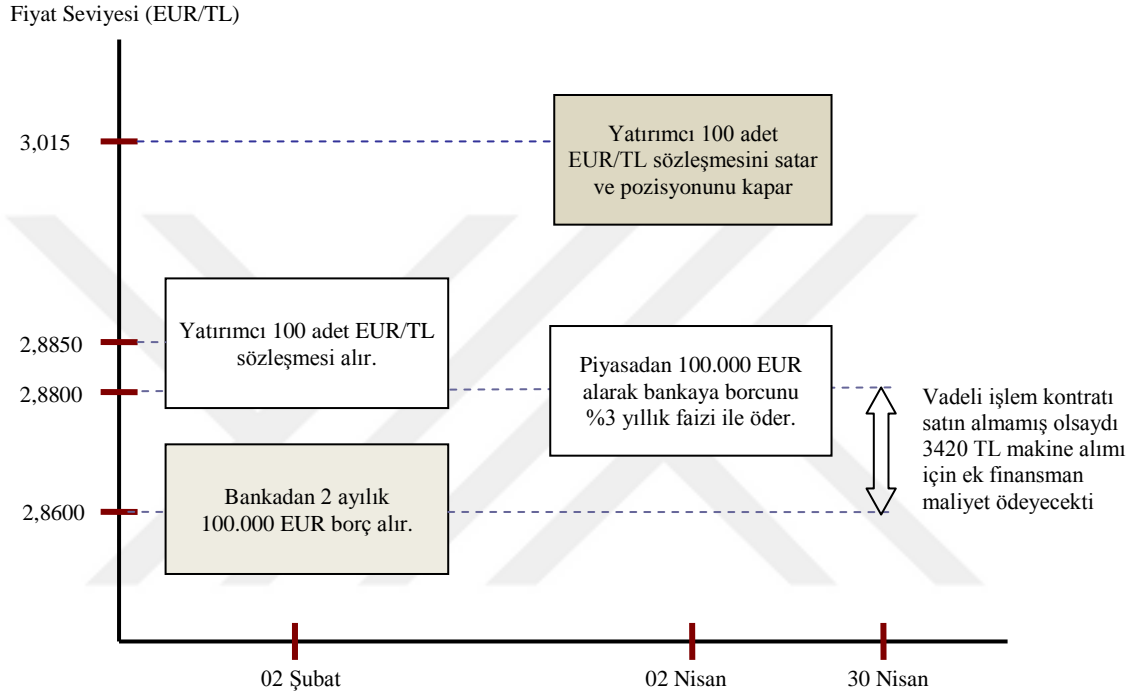 Fiyat Seviyesi (EUR/TL)
3,015
Yatırımcı 100 adet
EUR/TL sözleşmesini satar
ve pozisyonunu kapar
2,8850
Yatırımcı 100 adet EUR/TL
sözleşmesi alır.
2,8800
Piyasadan 100.000 EUR
alarak bankaya borcunu
%3 yıllık faizi ile öder.
Vadeli işlem kontratı
satın almamış olsaydı
3420 TL makine alımı
için ek finansman
maliyet ödeyecekti
2,8600
Bankadan 2 ayılık
100.000 EUR borç alır.
02 Şubat
02 Nisan
30 Nisan